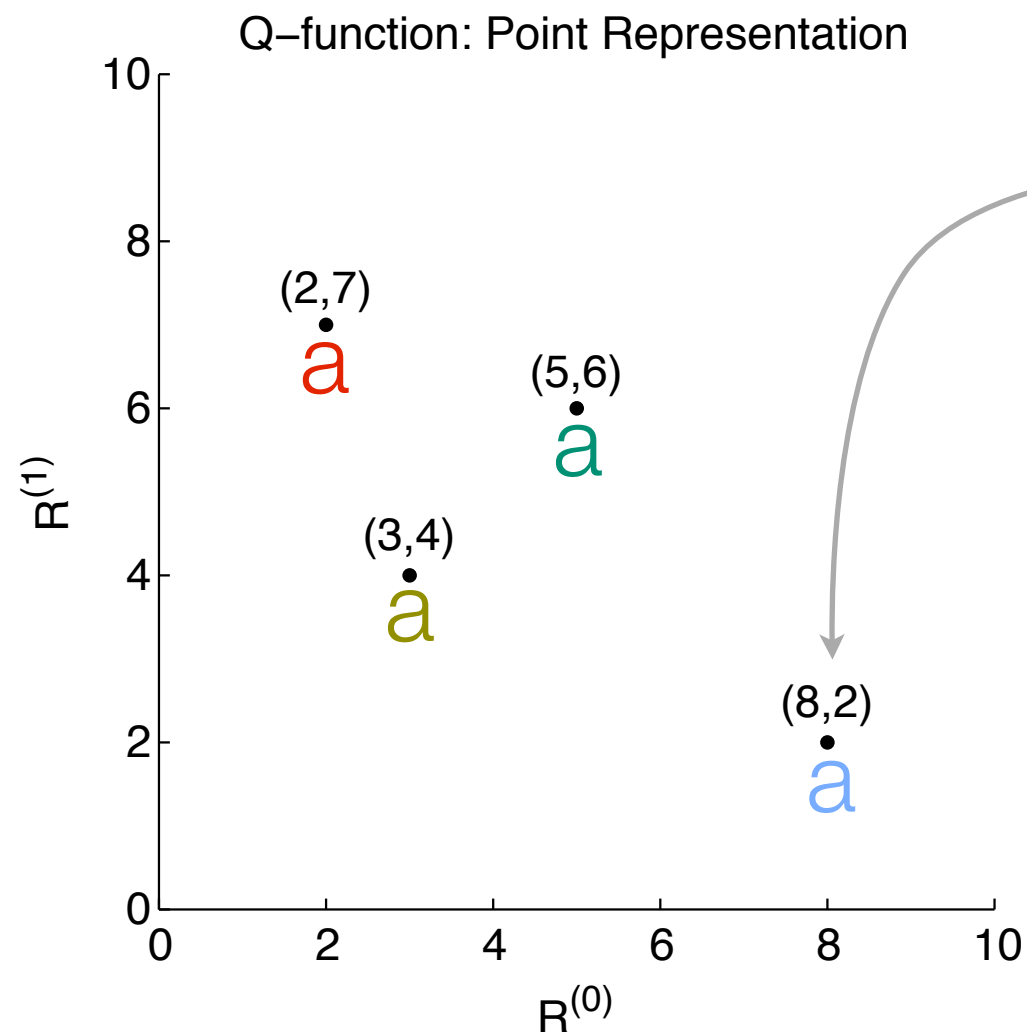 Q−function: Point Representation
10
8
(2,7)
a
(5,6)
a
6
R(1)
(3,4)
4
a
(8,2)
2
a
0
0 2 4 6 8 10
R(0)